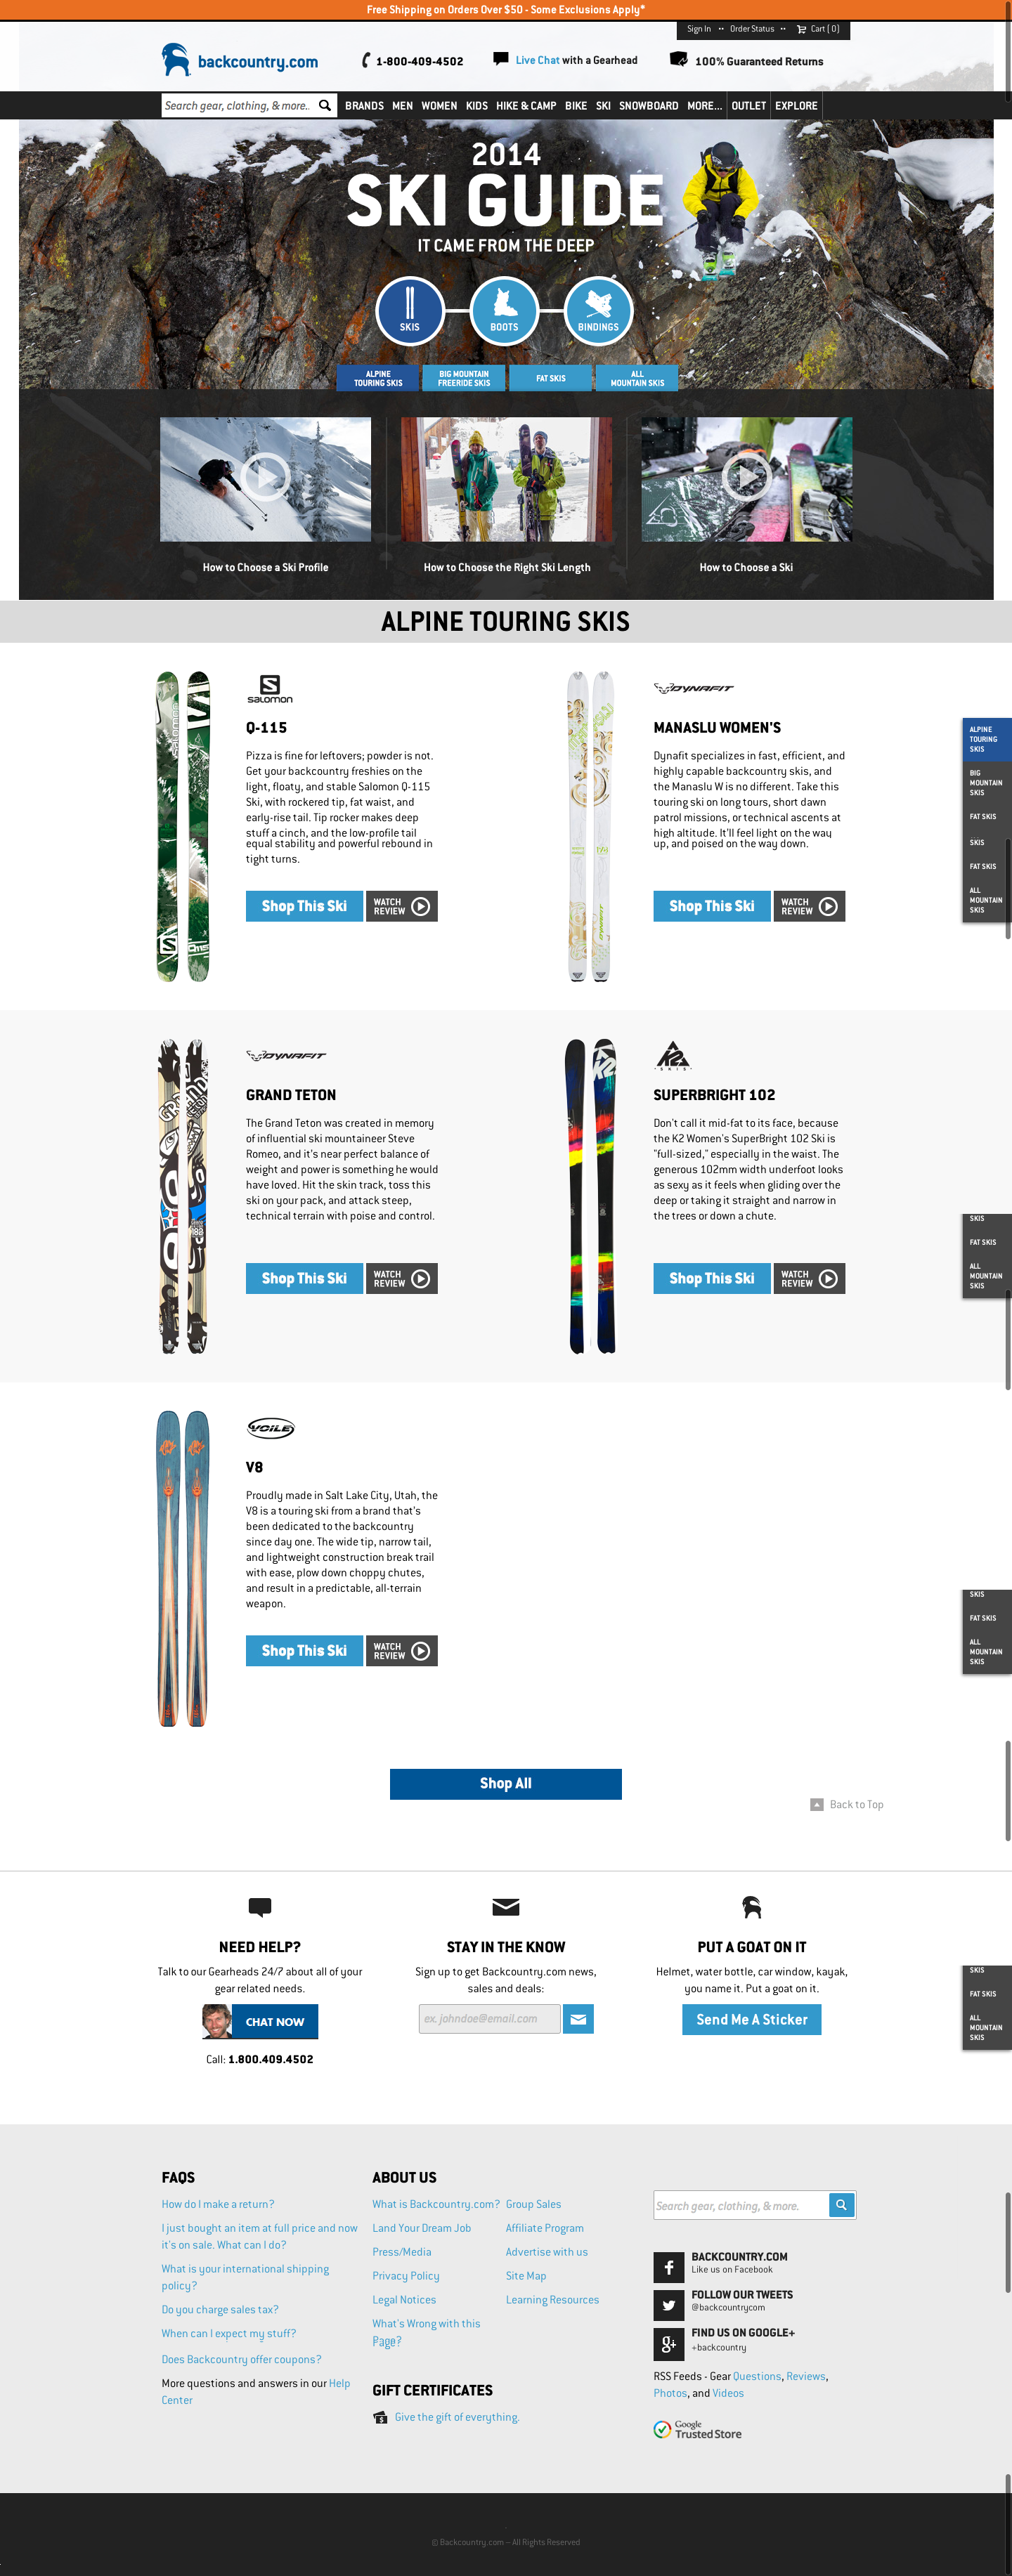 Free Shipping on Orders Over $50 - Some Exclusions Apply*
Sign In •• Order Status •• Cart ( 0 )
backcountry.com
1-800-409-4502
Live Chat with a Gearhead
100% Guaranteed Returns
Search gear, clothing, & more..
BRANDS MEN WOMEN KIDS HIKE & CAMP BIKE SKI SNOWBOARD MORE... OUTLET EXPLORE
2014
SKI GUIDE
IT CAME FROM THE DEEP
SKIS
BOOTS
BINDINGS
ALPINE
TOURING SKIS
BIG MOUNTAIN
FREERIDE SKIS
FAT SKIS
ALL
MOUNTAIN SKIS
How to Choose a Ski Profile
How to Choose the Right Ski Length
How to Choose a Ski
ALPINE TOURING SKIS
SALOMON
Q-115
Pizza is fine for leftovers; powder is not.
Get your backcountry freshies on the
light, floaty, and stable Salomon Q-115
Ski, with rockered tip, fat waist, and
early-rise tail. Tip rocker makes deep
stuff a cinch, and the low-profile tail
equal stability and powerful rebound in
tight turns.
Shop This Ski
WATCH
REVIEW
DYNAFIT
MANASLU WOMEN'S
Dynafit specializes in fast, efficient, and
highly capable backcountry skis, and
the Manaslu W is no different. Take this
touring ski on long tours, short dawn
patrol missions, or technical ascents at
high altitude. It'll feel light on the way
up, and poised on the way down.
Shop This Ski
WATCH
REVIEW
ALPINE
TOURING
SKIS
BIG
MOUNTAIN
SKIS
FAT SKIS
SKIS
FAT SKIS
ALL
MOUNTAIN
SKIS
DYNAFIT
GRAND TETON
The Grand Teton was created in memory
of influential ski mountaineer Steve
Romeo, and it's near perfect balance of
weight and power is something he would
have loved. Hit the skin track, toss this
ski on your pack, and attack steep,
technical terrain with poise and control.
Shop This Ski
WATCH
REVIEW
K2
SKIS
SUPERBRIGHT 102
Don't call it mid-fat to its face, because
the K2 Women's SuperBright 102 Ski is
"full-sized," especially in the waist. The
generous 102mm width underfoot looks
as sexy as it feels when gliding over the
deep or taking it straight and narrow in
the trees or down a chute.
Shop This Ski
WATCH
REVIEW
SKIS
FAT SKIS
ALL
MOUNTAIN
SKIS
VOILÉ
V8
Proudly made in Salt Lake City, Utah, the
V8 is a touring ski from a brand that's
been dedicated to the backcountry
since day one. The wide tip, narrow tail,
and lightweight construction break trail
with ease, plow down choppy chutes,
and result in a predictable, all-terrain
weapon.
Shop This Ski
WATCH
REVIEW
SKIS
FAT SKIS
ALL
MOUNTAIN
SKIS
Shop All
Back to Top
NEED HELP?
Talk to our Gearheads 24/7 about all of your
gear related needs.
CHAT NOW
Call: 1.800.409.4502
STAY IN THE KNOW
Sign up to get Backcountry.com news,
sales and deals:
ex. johndoe@email.com
PUT A GOAT ON IT
Helmet, water bottle, car window, kayak,
you name it. Put a goat on it.
Send Me A Sticker
SKIS
FAT SKIS
ALL
MOUNTAIN
SKIS
FAQS
How do I make a return?
I just bought an item at full price and now
it's on sale. What can I do?
What is your international shipping
policy?
Do you charge sales tax?
When can I expect my stuff?
Does Backcountry offer coupons?
More questions and answers in our Help
Center
ABOUT US
What is Backcountry.com?
Land Your Dream Job
Press/Media
Privacy Policy
Legal Notices
What's Wrong with this
Page?
Group Sales
Affiliate Program
Advertise with us
Site Map
Learning Resources
GIFT CERTIFICATES
Give the gift of everything.
Search gear, clothing, & more.
BACKCOUNTRY.COM
Like us on Facebook
FOLLOW OUR TWEETS
@backcountrycom
FIND US ON GOOGLE+
+backcountry
RSS Feeds - Gear Questions, Reviews,
Photos, and Videos
Google
Trusted Store
© Backcountry.com – All Rights Reserved